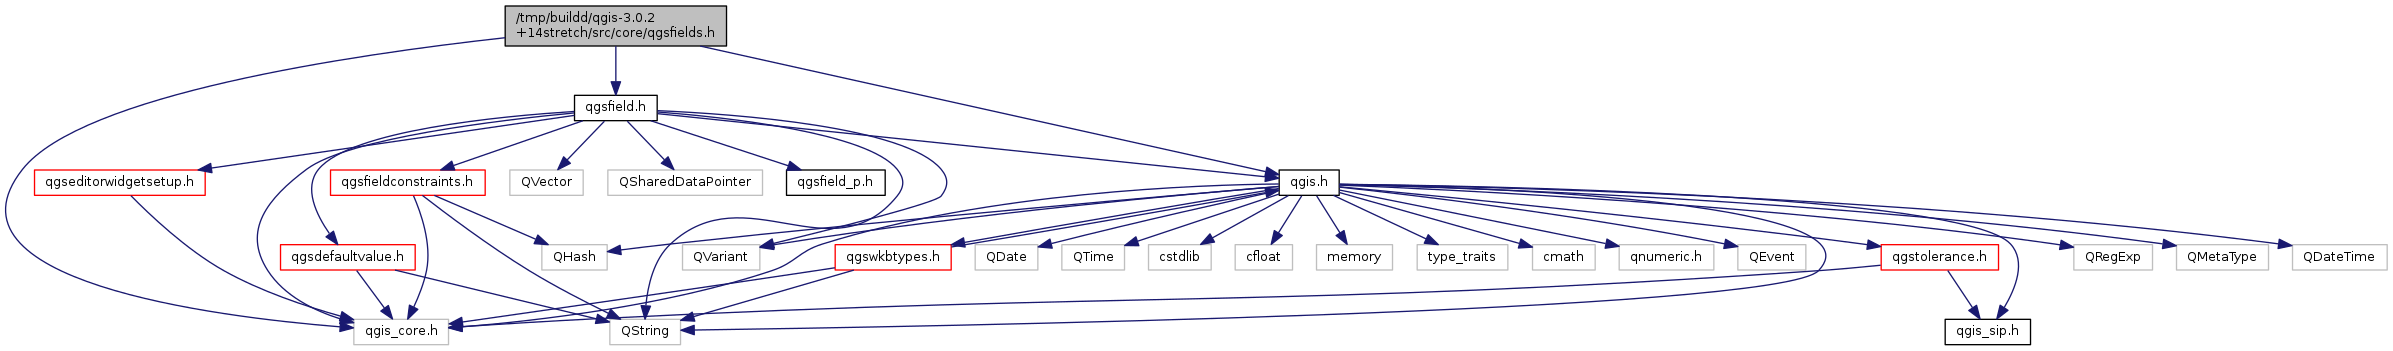 /tmp/buildd/qgis-3.0.2
+14stretch/src/core/qgsfields.h
qgsfield.h
qgseditorwidgetsetup.h
qgsfieldconstraints.h
QVector
QSharedDataPointer
qgsfield_p.h
qgis.h
qgsdefaultvalue.h
QHash
QVariant
qgswkbtypes.h
QDate
QTime
cstdlib
cfloat
memory
type_traits
cmath
qnumeric.h
QEvent
qgstolerance.h
QRegExp
QMetaType
QDateTime
qgis_core.h
QString
qgis_sip.h